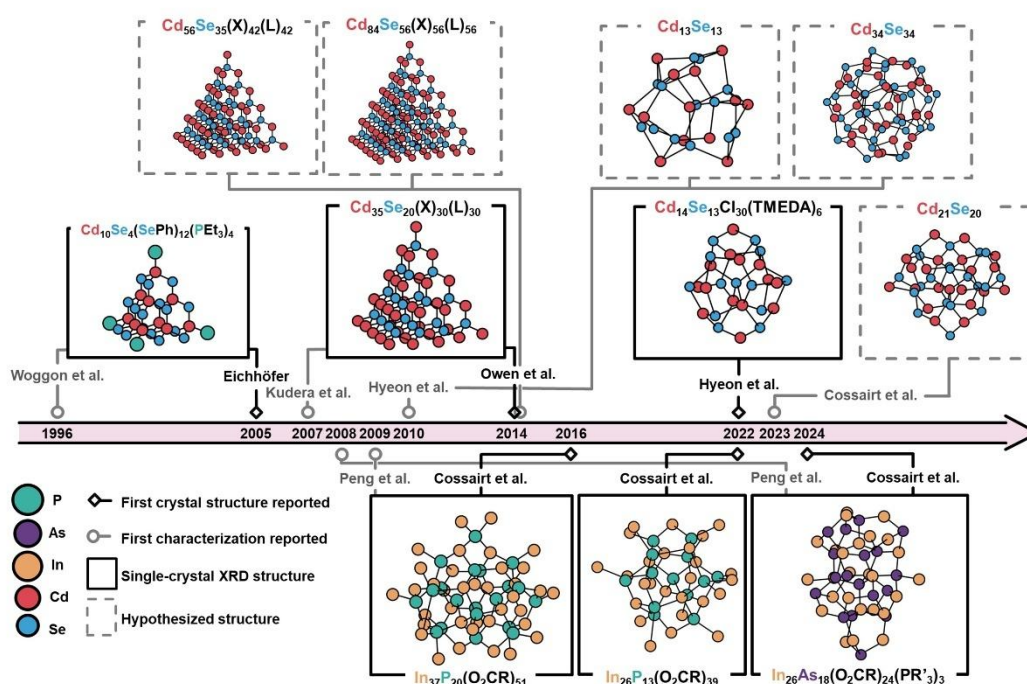 Cd56Se35(X)42(L)42
Cd84Se56(X)56(L)56
Cd13Se13
Cd34Se34
Cd10Se4(SePh)12(PEt3)4
Cd35Se20(X)30(L)30
Cd14Se13Cl30(TMEDA)6
Cd21Se20
Woggon et al.
Eichhöfer
Kudera et al.
Hyeon et al.
Owen et al.
Hyeon et al.
Cossairt et al.
1996
2005
2007
2008
2009
2010
2014
2016
2022
2023
2024
Peng et al.
Cossairt et al.
Cossairt et al.
Peng et al.
Cossairt et al.
P
As
In
Cd
Se
First crystal structure reported
First characterization reported
Single-crystal XRD structure
Hypothesized structure
In37P20(O2CR)51
In26P13(O2CR)39
In26As18(O2CR)24(PR'3)3